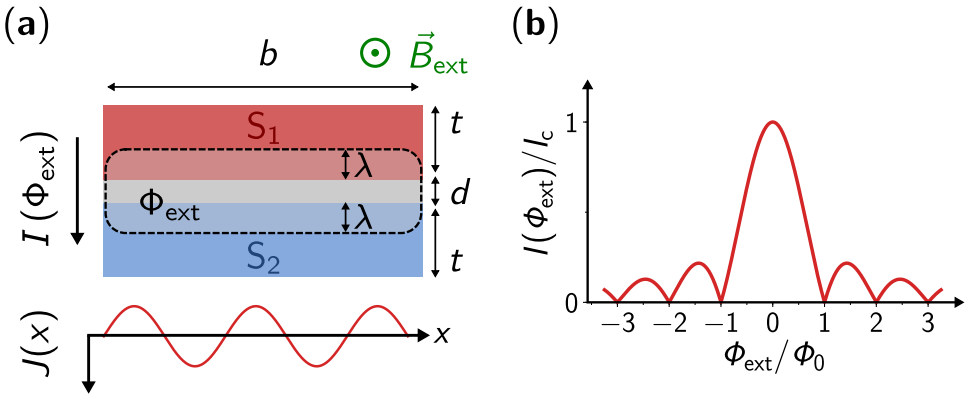 (a)
b
B⃗ext
S1
t
λ
I(Φext)
Φext
d
λ
S2
t
J(x)
x
(b)
I(Φext)/Ic
1
0
−3 −2 −1 0 1 2 3
Φext/Φ0